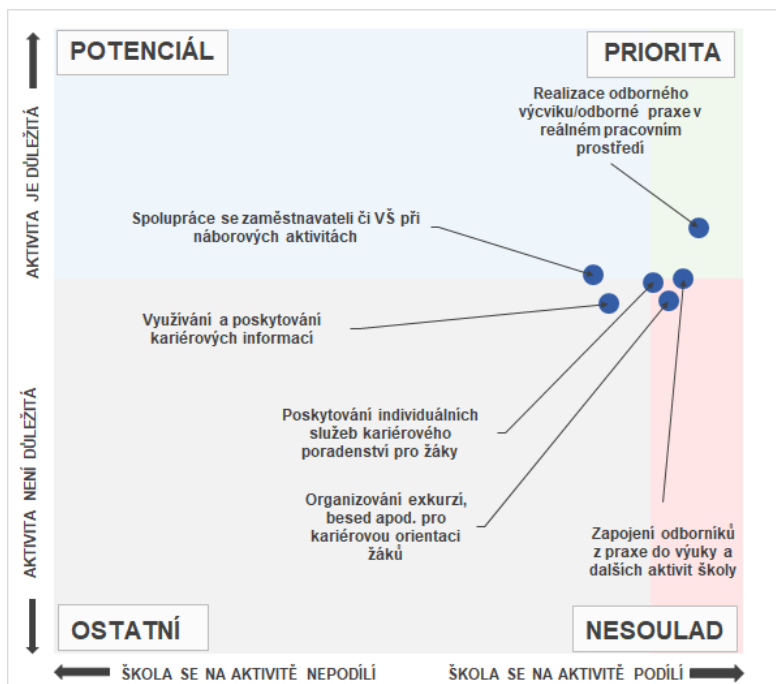 POTENCIÁL
PRIORITA
Realizace odborného
výcviku/odborné praxe v
reálném pracovním
prostředí
Spolupráce se zaměstnavateli či VŠ při
náborových aktivitách
Využívání a poskytování
kariérových informací
Poskytování individuálních
služeb kariérového
poradenství pro žáky
Organizování exkurzí,
besed apod. pro
kariérovou orientaci
žáků
Zapojení odborníků
z praxe do výuky a
dalších aktivit školy
OSTATNÍ
NESOULAD
AKTIVITA JE DŮLEŽITÁ
AKTIVITA NENÍ DŮLEŽITÁ
ŠKOLA SE NA AKTIVITĚ NEPODÍLÍ
ŠKOLA SE NA AKTIVITĚ PODÍLÍ